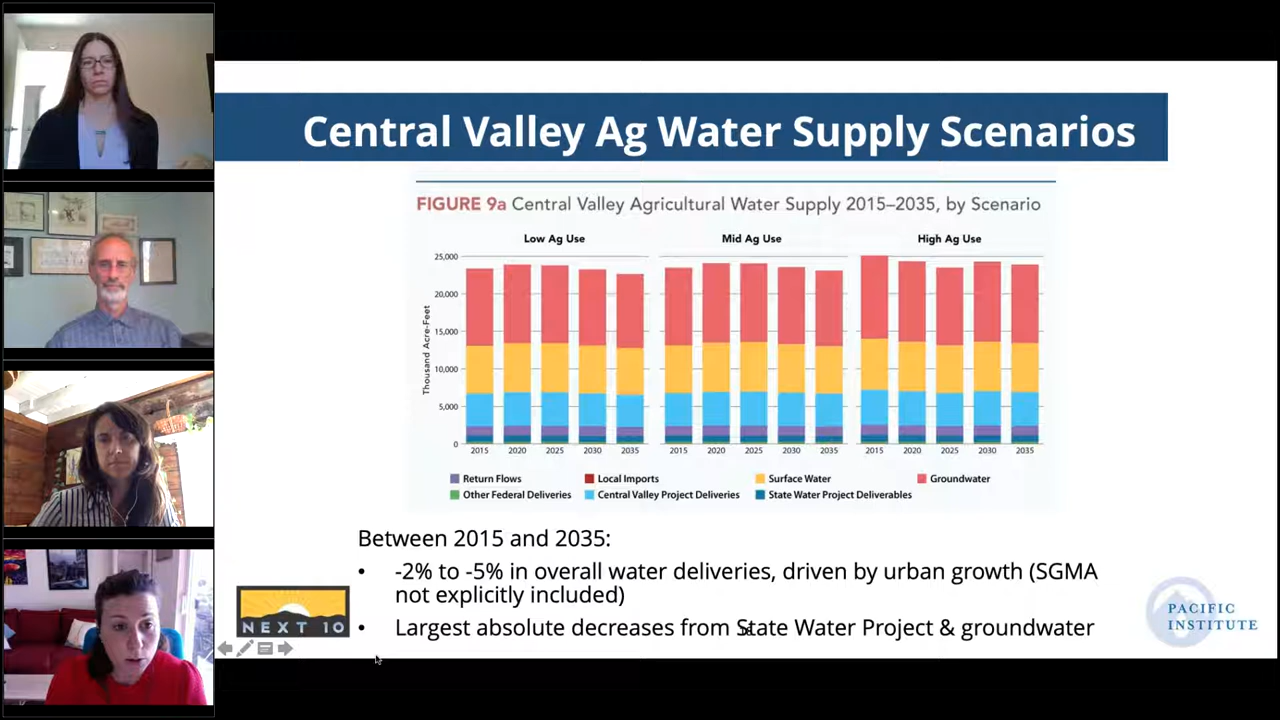 Central Valley Ag Water Supply Scenarios
FIGURE 9a Central Valley Agricultural Water Supply 2015–2035, by Scenario
Low Ag Use
Mid Ag Use
High Ag Use
Thousand Acre-Feet
25,000
20,000
15,000
10,000
5,000
0
2015 2020 2025 2030 2035
2015 2020 2025 2030 2035
2015 2020 2025 2030 2035
Return Flows Local Imports Surface Water Groundwater
Other Federal Deliveries Central Valley Project Deliveries State Water Project Deliverables
Between 2015 and 2035:
• -2% to -5% in overall water deliveries, driven by urban growth (SGMA
not explicitly included)
• Largest absolute decreases from State Water Project & groundwater
NEXT 10
PACIFIC
INSTITUTE